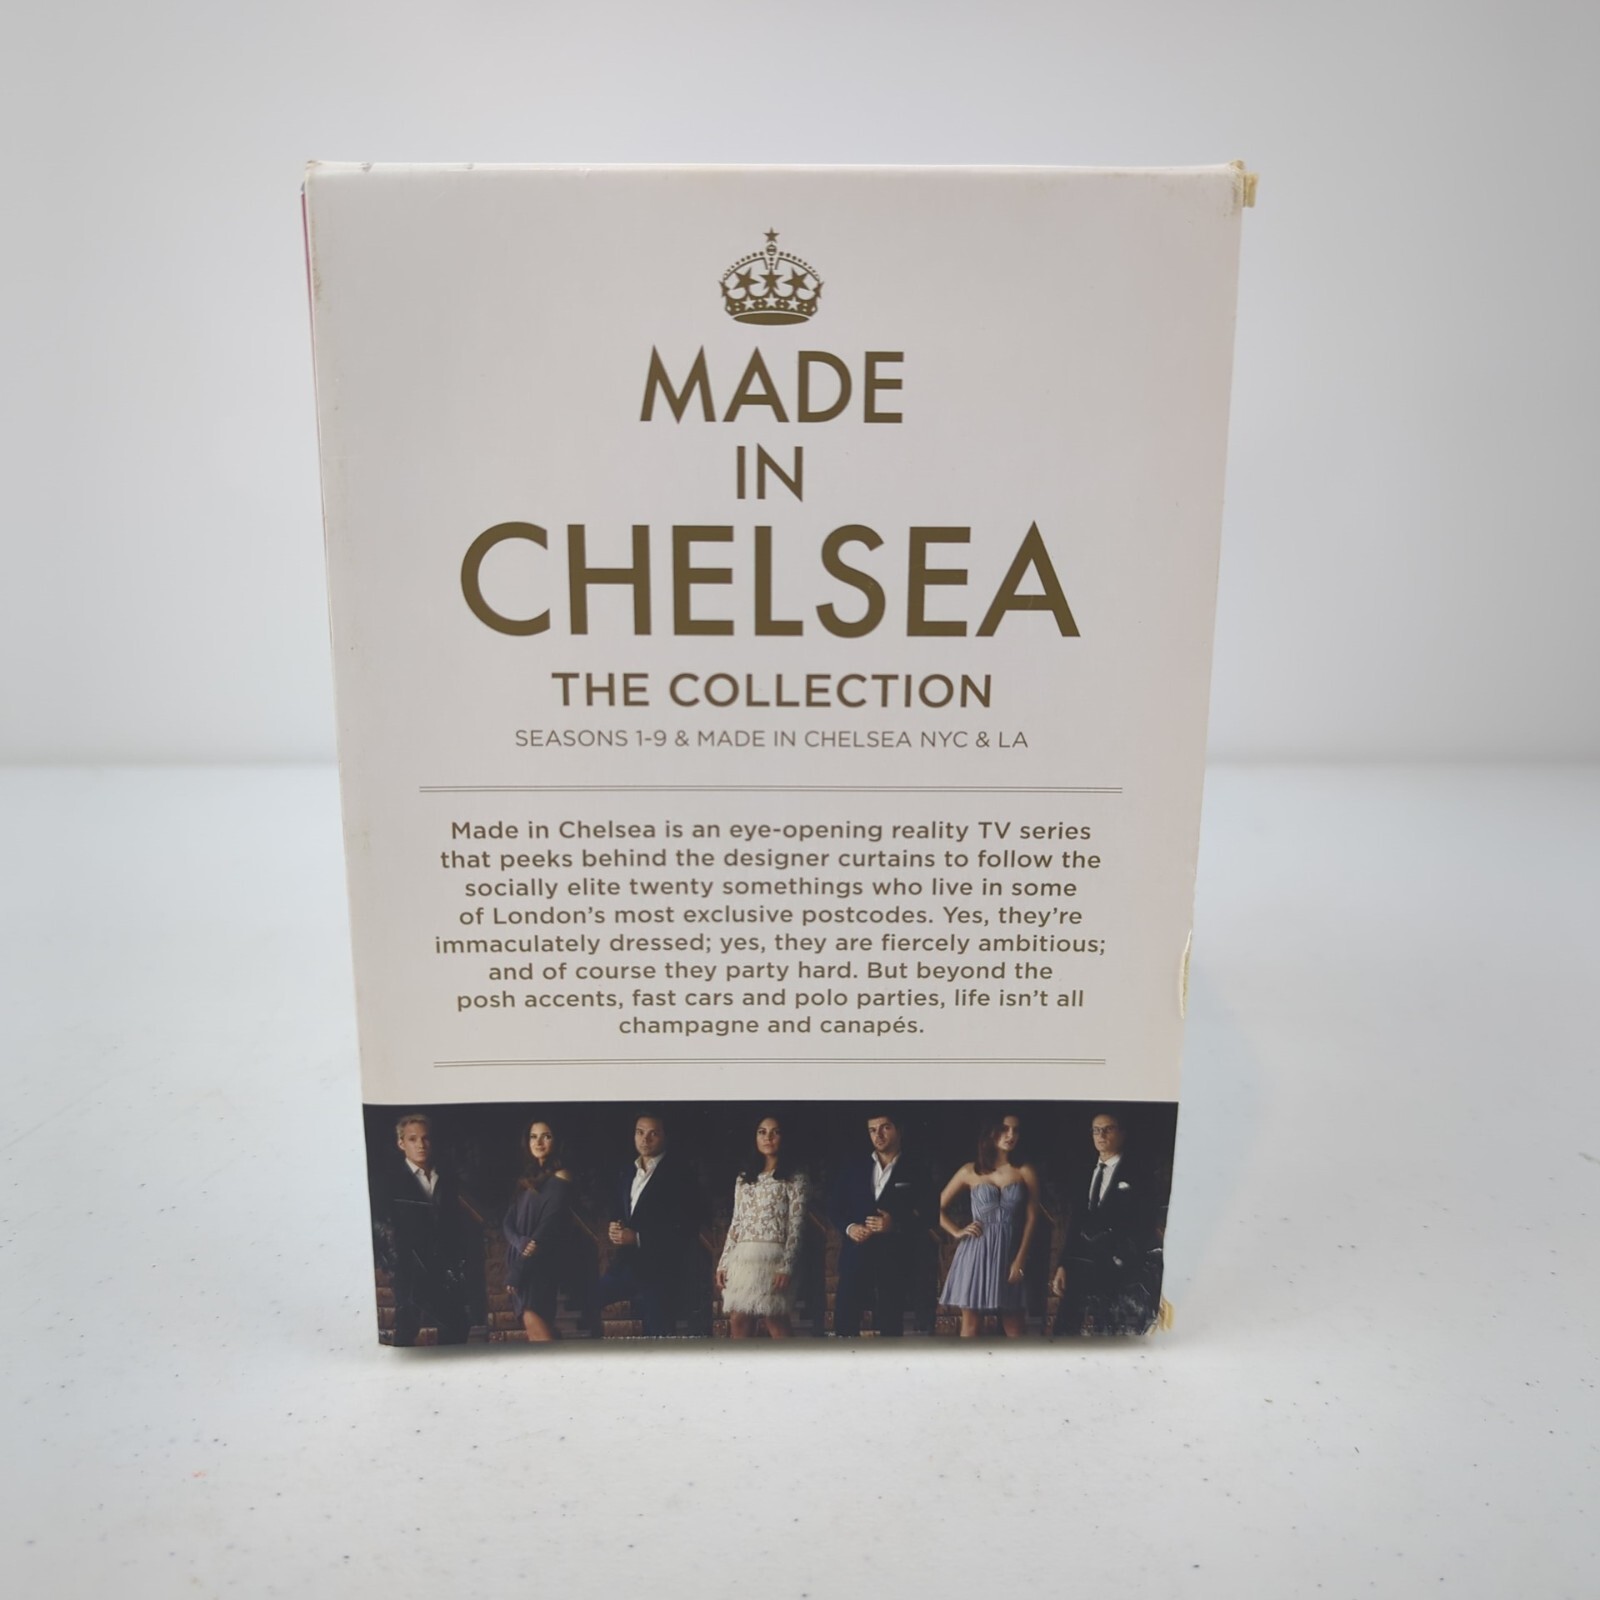 MADE
IN
CHELSEA
THE COLLECTION
SEASONS 1-9 & MADE IN CHELSEA NYC & LA
Made in Chelsea is an eye-opening reality TV series
that peeks behind the designer curtains to follow the
socially elite twenty somethings who live in some
of London's most exclusive postcodes. Yes, they're
immaculately dressed; yes, they are fiercely ambitious;
and of course they party hard. But beyond the
posh accents, fast cars and polo parties, life isn't all
champagne and canapés.